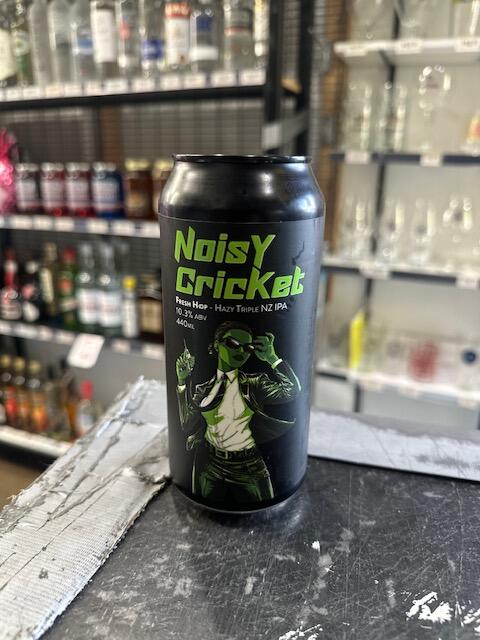 NoisY
CricKet
FRESH HOP - HAZY TRIPLE NZ IPA
10.3% ABV
440ML